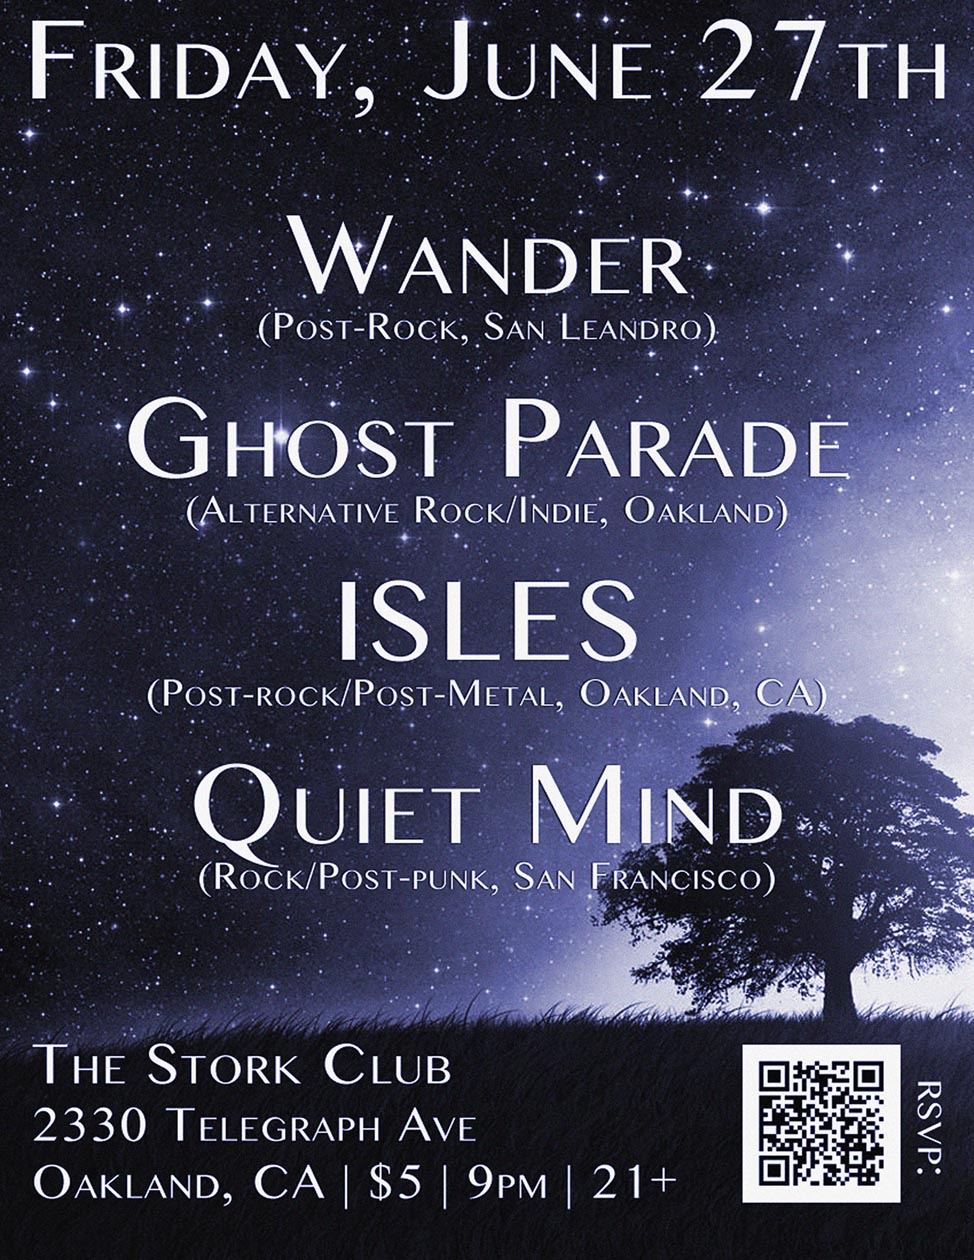 Friday, June 27th
Wander
(Post-Rock, San Leandro)
Ghost Parade
(Alternative Rock/Indie, Oakland)
ISLES
(Post-rock/Post-Metal, Oakland, CA)
Quiet Mind
(Rock/Post-punk, San Francisco)
The Stork Club
2330 Telegraph Ave
Oakland, CA | $5 | 9pm | 21+
RSVP: